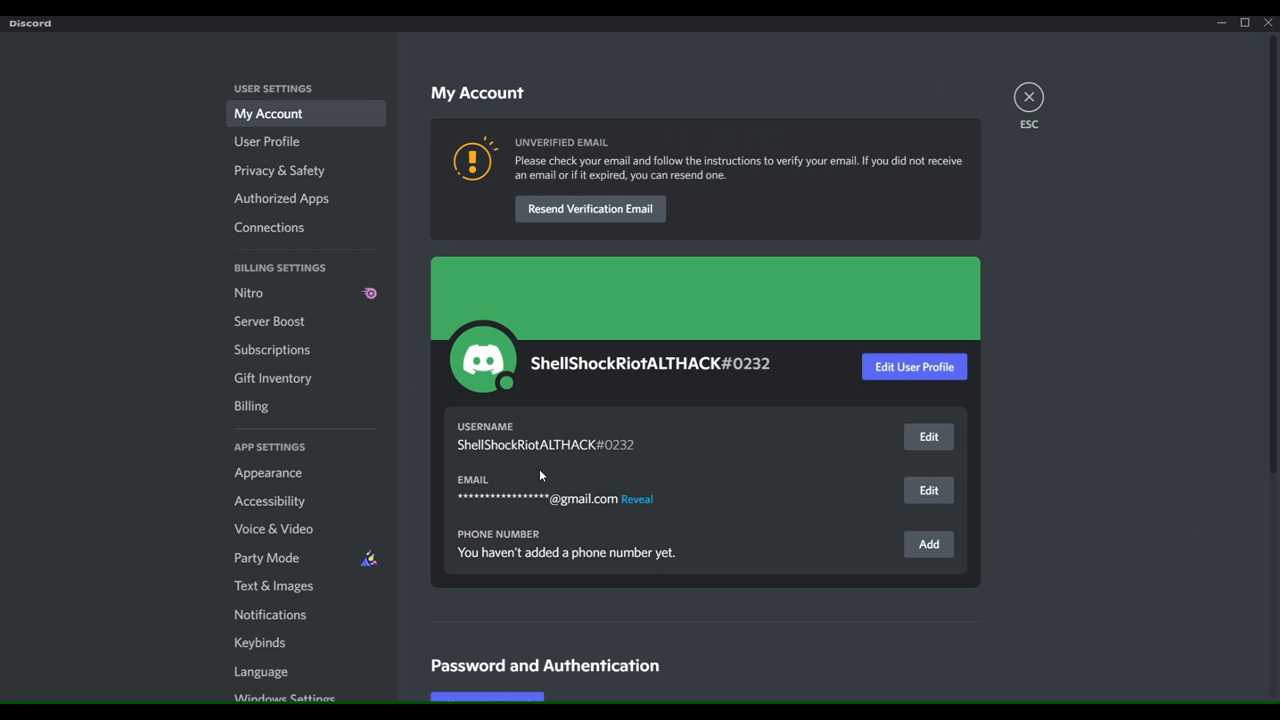 Discord
USER SETTINGS
My Account
User Profile
Privacy & Safety
Authorized Apps
Connections
BILLING SETTINGS
Nitro
Server Boost
Subscriptions
Gift Inventory
Billing
APP SETTINGS
Appearance
Accessibility
Voice & Video
Party Mode
Text & Images
Notifications
Keybinds
Language
Windows Settings
My Account
ESC
UNVERIFIED EMAIL
Please check your email and follow the instructions to verify your email. If you did not receive
an email or if it expired, you can resend one.
Resend Verification Email
ShellShockRiotALTHACK#0232
Edit User Profile
USERNAME
ShellShockRiotALTHACK#0232
Edit
EMAIL
*****************@gmail.com Reveal
Edit
PHONE NUMBER
You haven't added a phone number yet.
Add
Password and Authentication